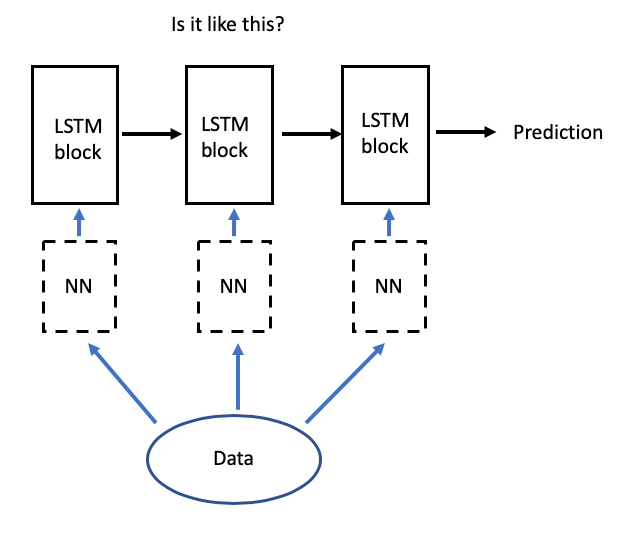 Is it like this?
LSTM
block
LSTM
block
LSTM
block
Prediction
NN
NN
NN
Data